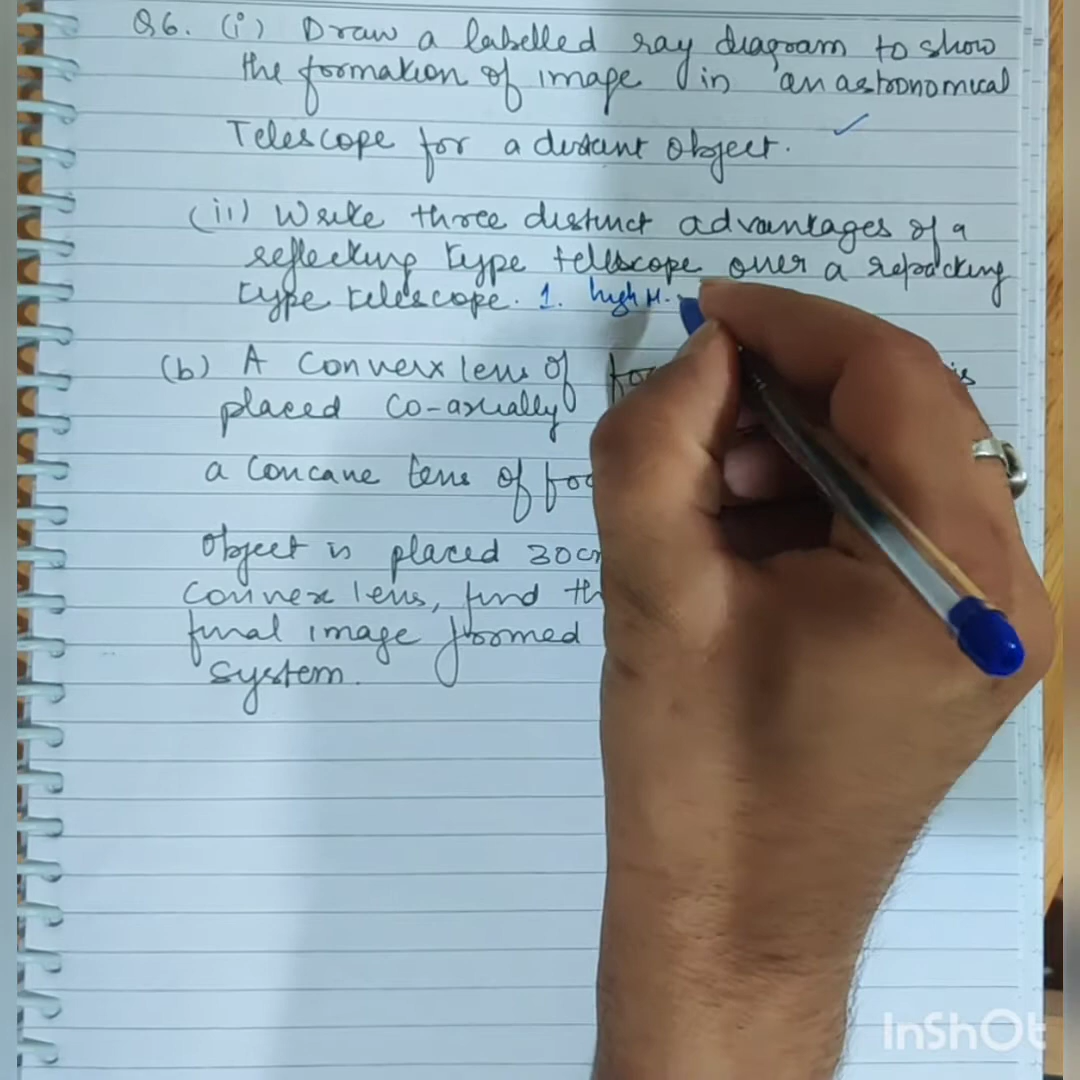 Q6. (i) Draw a labelled ray diagram to show
the formation of image in an astronomical
Telescope for a distant object.
(ii) Write three distinct advantages of a
reflecting type telescope over a refracting
type telescope. 1. high M.
(b) A Convex lens of is
placed co-axially
a concave lens of
object is placed 30cm
convex lens, find
final image formed
system.
InShOt